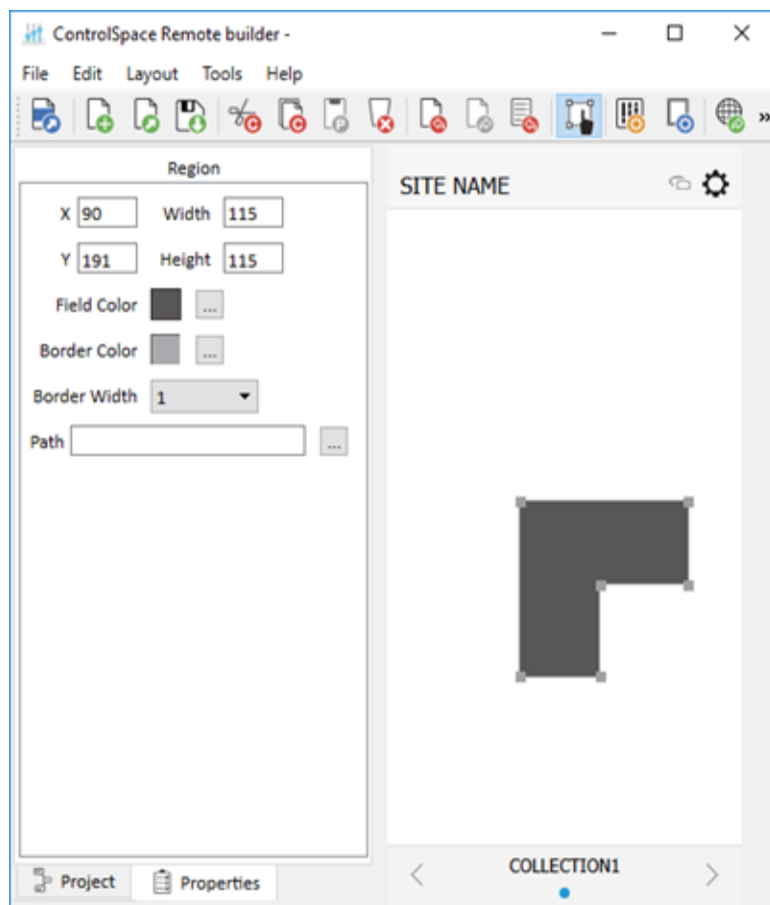 ControlSpace Remote builder -
File Edit Layout Tools Help
»
Region
X 90 Width 115
Y 191 Height 115
Field Color ...
Border Color ...
Border Width 1
Path ...
Project Properties
SITE NAME
COLLECTION1